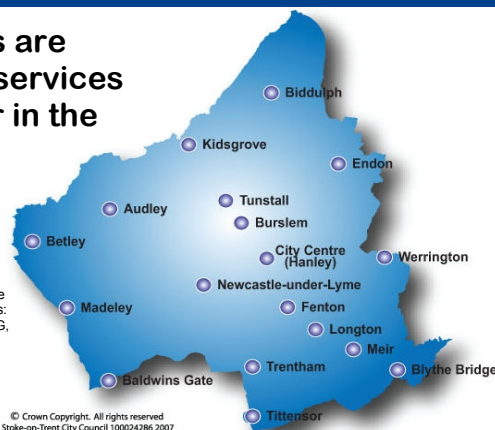 s are
services
r in the
Biddulph
Kidsgrove
Endon
Tunstall
Audley
Burslem
Betley
City Centre
(Hanley)
Werrington
Newcastle-under-Lyme
e
s:
G,
Madeley
Fenton
Longton
Meir
Trentham
Blythe Bridge
Baldwins Gate
Tittensor
© Crown Copyright. All rights reserved
Stoke-on-Trent City Council 100024286 2007